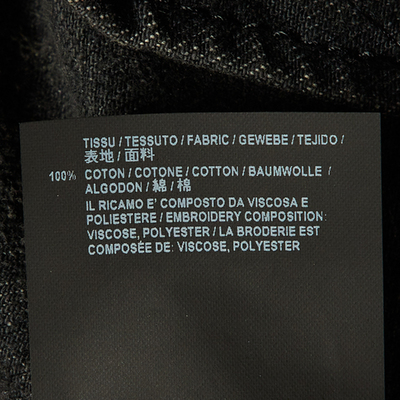 TISSU / TESSUTO / FABRIC / GEWEBE / TEJIDO /
表地 / 面料
100% COTON / COTONE / COTTON / BAUMWOLLE /
ALGODON / 綿 / 棉
IL RICAMO E' COMPOSTO DA VISCOSA E
POLIESTERE / EMBROIDERY COMPOSITION:
VISCOSE, POLYESTER / LA BRODERIE EST
COMPOSÉE DE: VISCOSE, POLYESTER